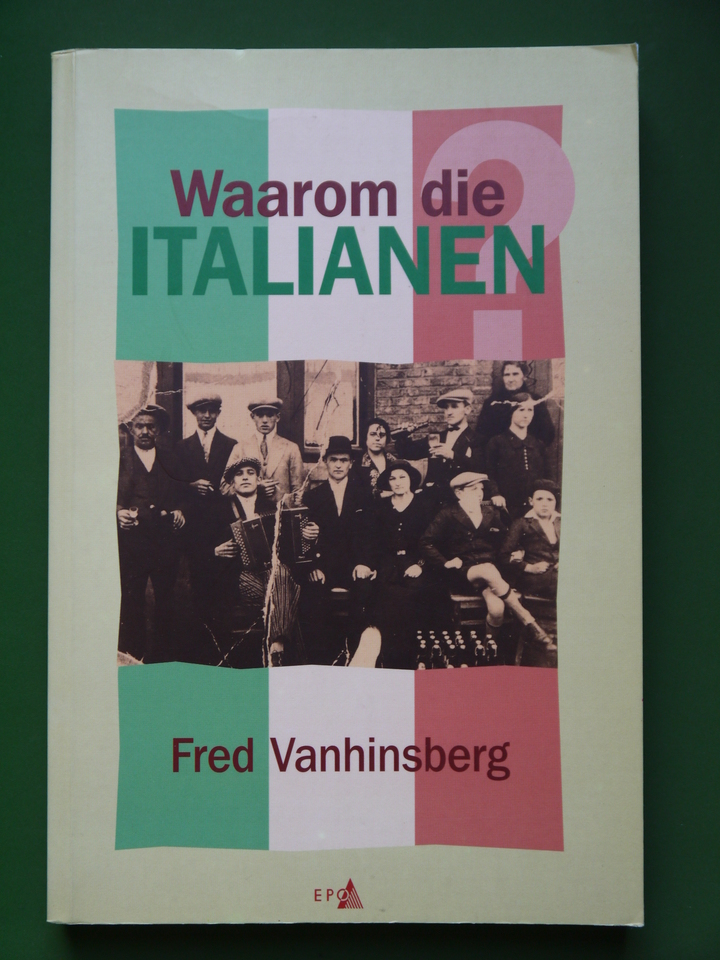 Waarom die
ITALIANEN
?
Fred Vanhinsberg
EPO